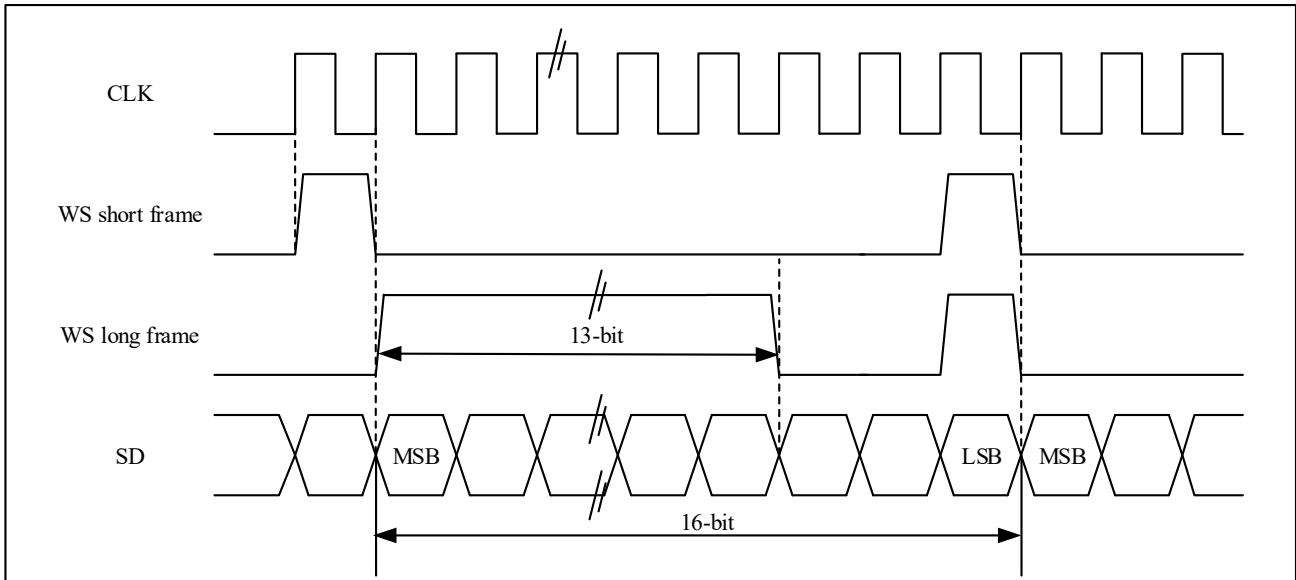 CLK
WS short frame
WS long frame
13-bit
SD
MSB
LSB
MSB
16-bit